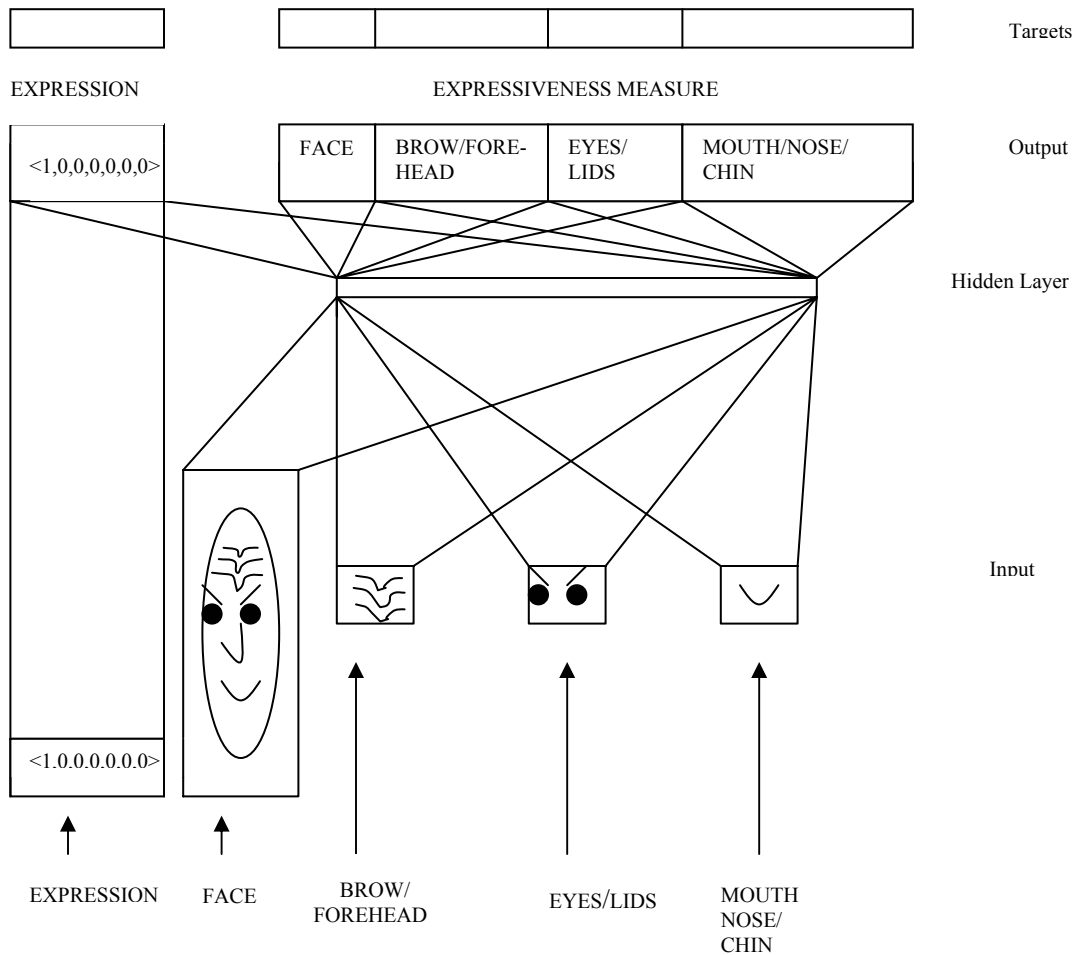 Targets
EXPRESSION
EXPRESSIVENESS MEASURE
<1,0,0,0,0,0,0>
FACE
BROW/FORE-
HEAD
EYES/
LIDS
MOUTH/NOSE/
CHIN
Output
Hidden Layer
Input
<1.0.0.0.0.0.0>
EXPRESSION
FACE
BROW/
FOREHEAD
EYES/LIDS
MOUTH
NOSE/
CHIN